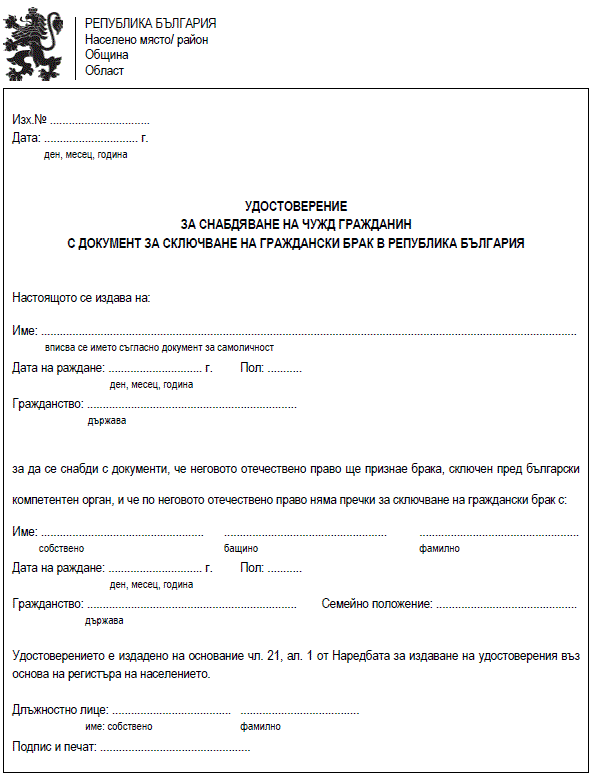 РЕПУБЛИКА БЪЛГАРИЯ
Населено място/ район
Община
Област
Изх.№ ................................
Дата: .............................. г.
ден, месец, година
УДОСТОВЕРЕНИЕ
ЗА СНАБДЯВАНЕ НА ЧУЖД ГРАЖДАНИН
С ДОКУМЕНТ ЗА СКЛЮЧВАНЕ НА ГРАЖДАНСКИ БРАК В РЕПУБЛИКА БЪЛГАРИЯ
Настоящото се издава на:
Име: ................................................................................
вписва се името съгласно документ за самоличност
Дата на раждане: .............................. г. Пол: ...........
ден, месец, година
Гражданство: ...................................................................
държава
за да се снабди с документи, че неговото отечествено право ще признае брака, сключен пред български
компетентен орган, и че по неговото отечествено право няма пречки за сключване на граждански брак с:
Име: .................................................... .................................................... ...................................................
собствено бащино фамилно
Дата на раждане: .............................. г. Пол: ...........
ден, месец, година
Гражданство: ................................................................... Семейно положение: .............................................
държава
Удостоверението е издадено на основание чл. 21, ал. 1 от Наредбата за издаване на удостоверения въз
основа на регистъра на населението.
Длъжностно лице: ...................................... ......................................
име: собствено фамилно
Подпис и печат: ................................................